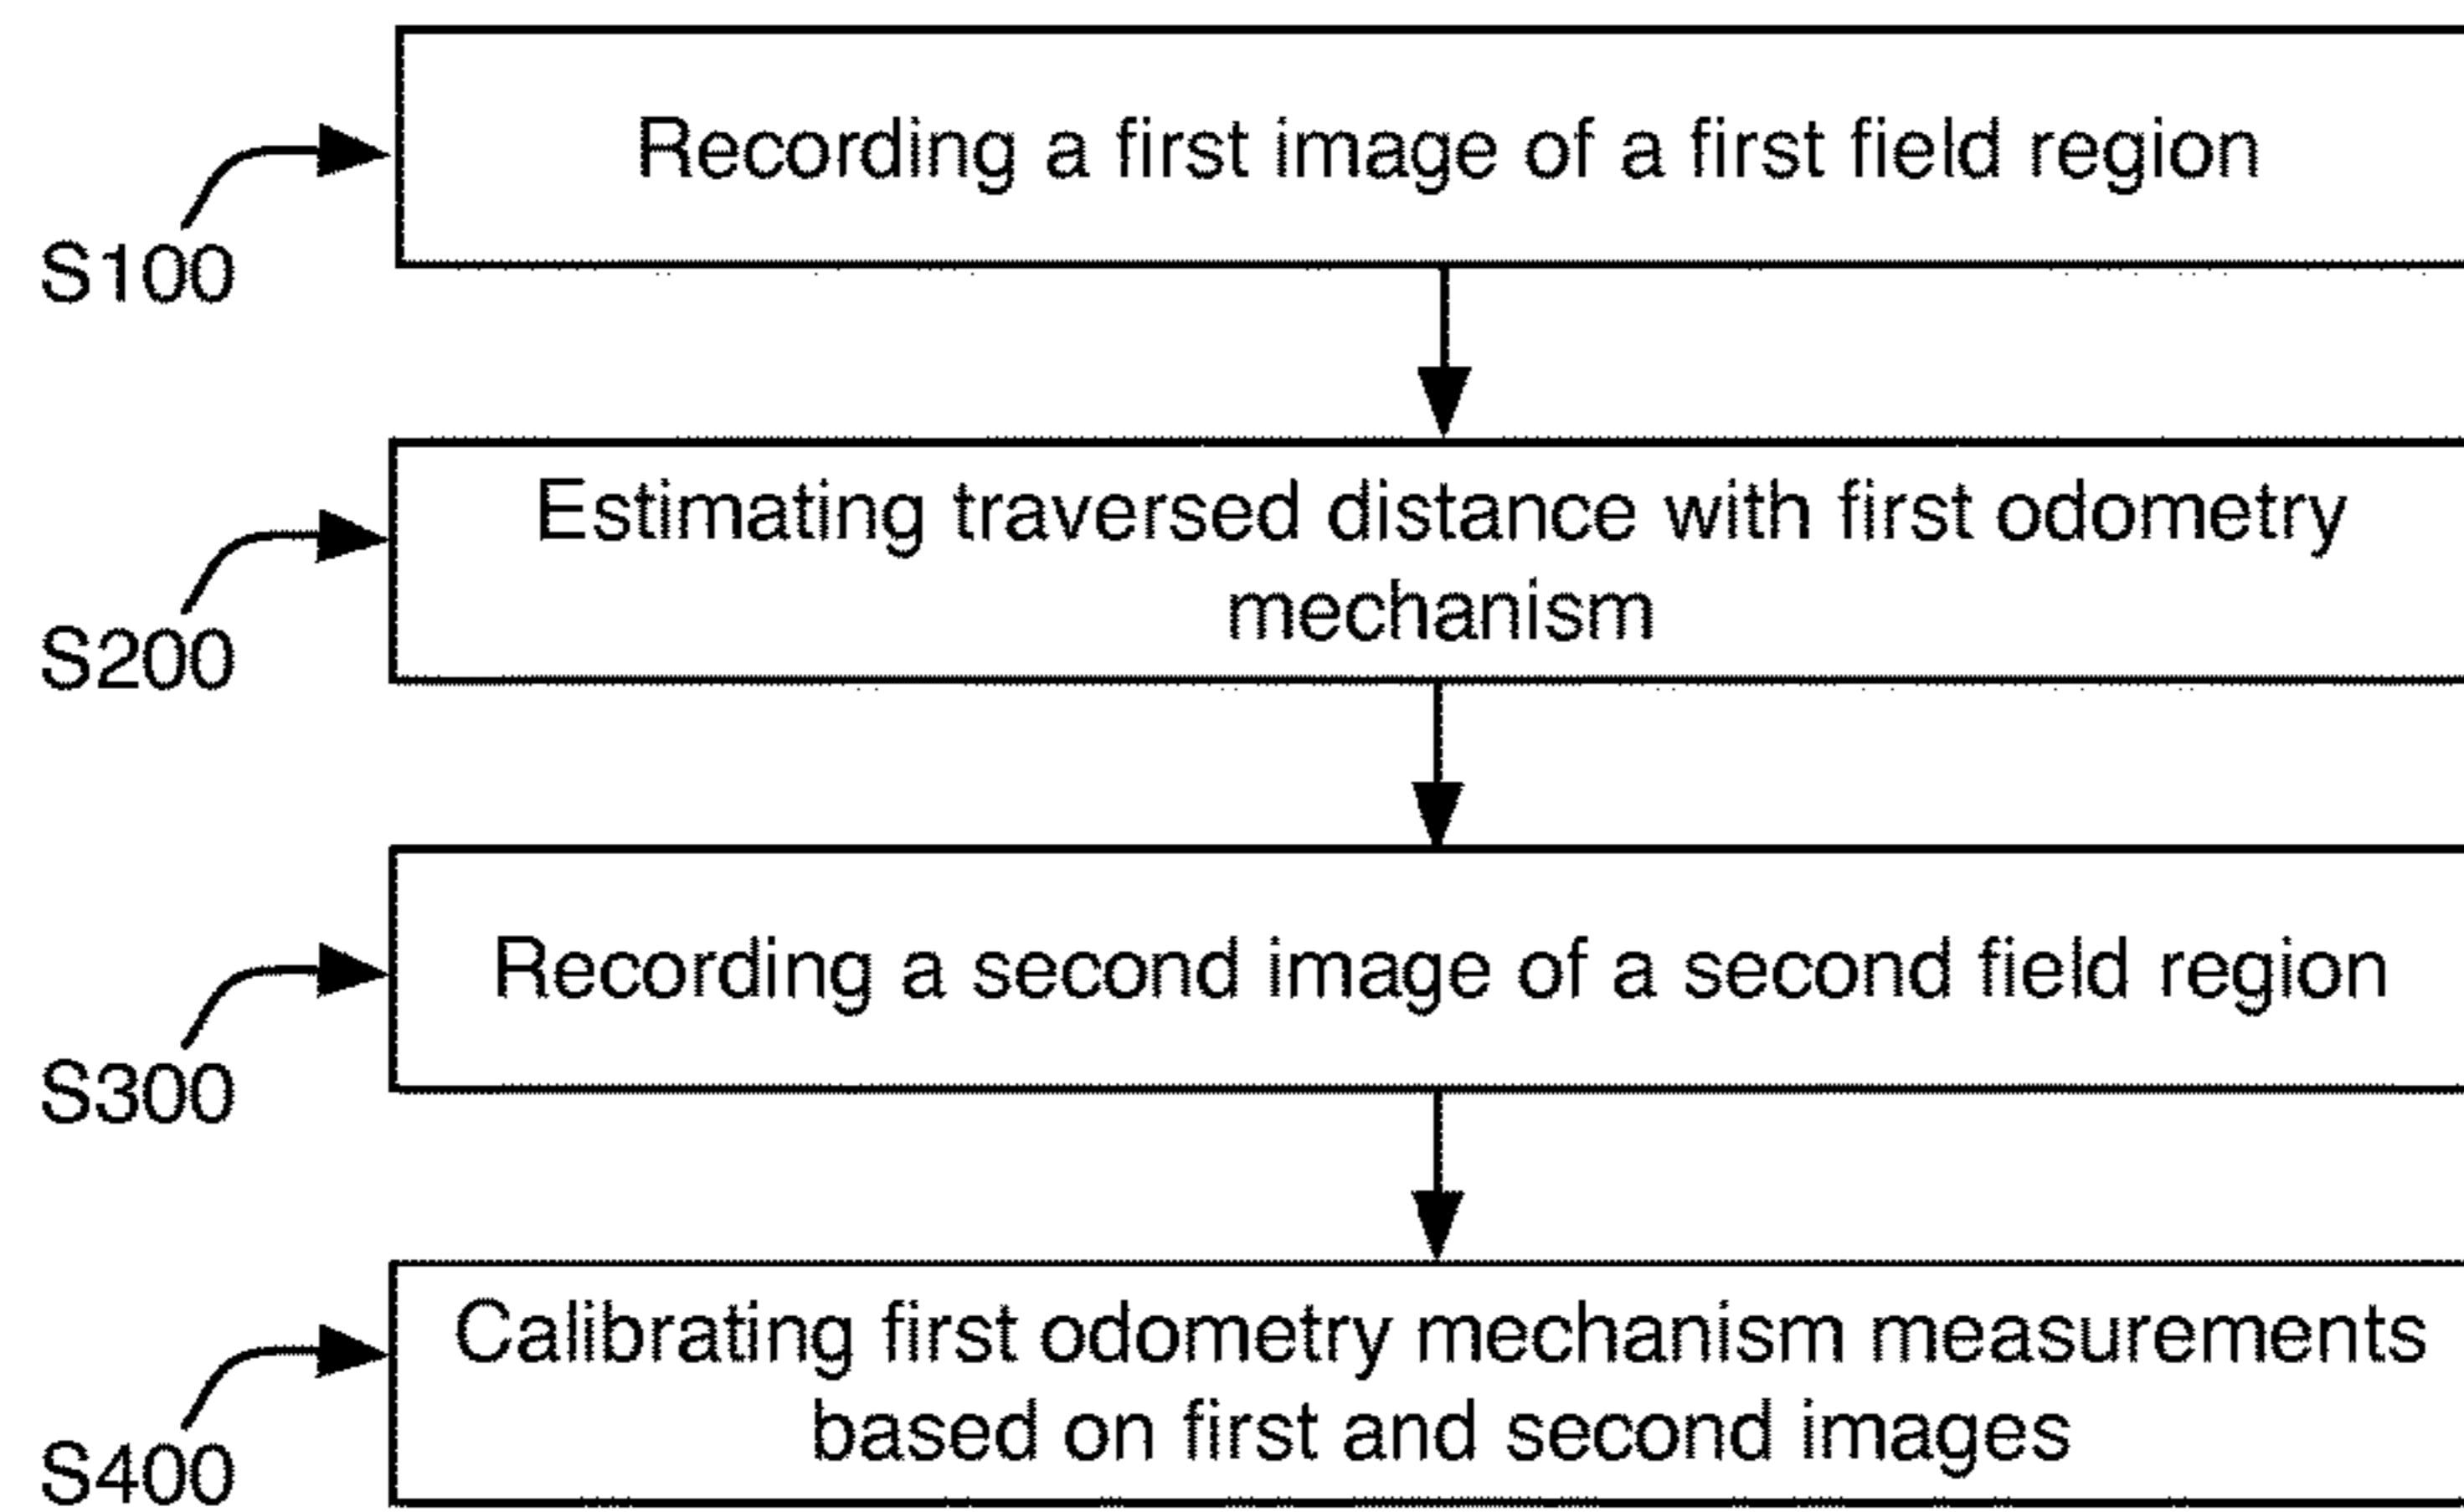 Recording a first image of a first field region
S100
Estimating traversed distance with first odometry
mechanism
S200
Recording a second image of a second field region
S300
Calibrating first odometry mechanism measurements
based on first and second images
S400